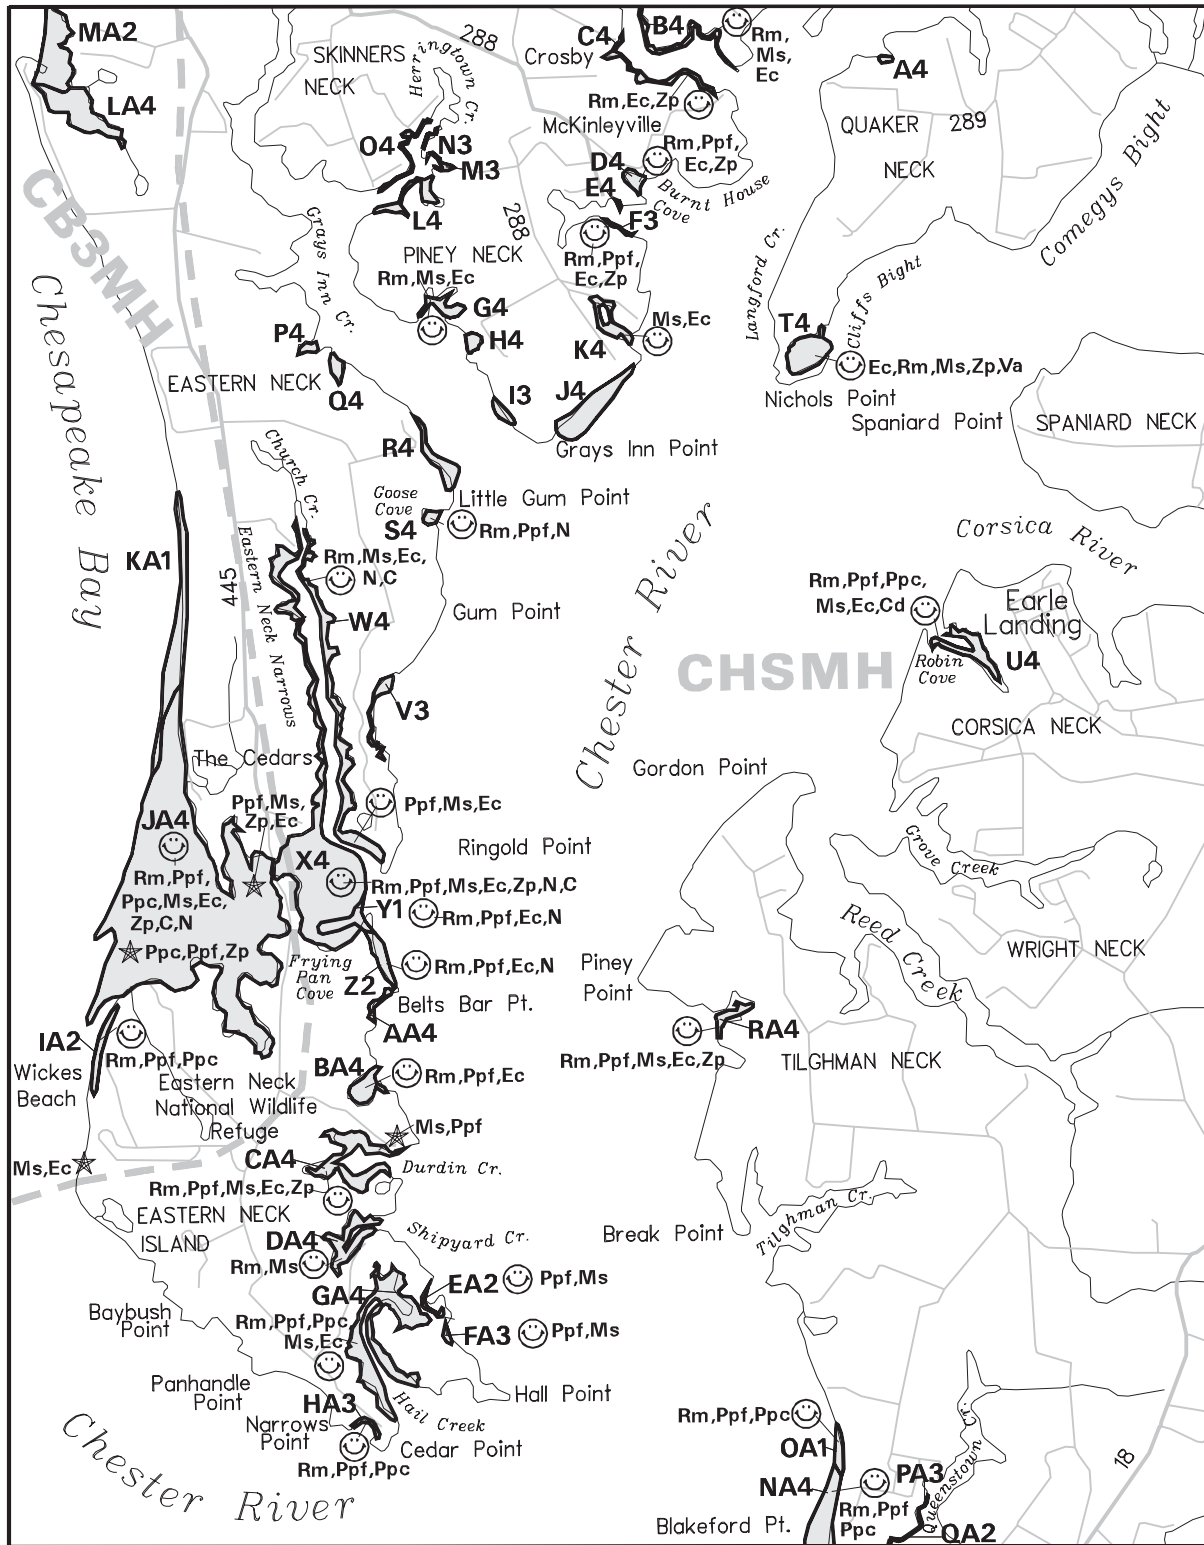 MA2
LA4
SKINNERS
NECK
Herringtown Cr.
288
C4
B4
Crosby
Rm,
Ms,
Ec
Rm,Ec,Zp
McKinleyville
A4
QUAKER
289
NECK
Comegys Bight
O4
N3
M3
L4
D4
Rm,Ppf,
Ec,Zp
E4
Burnt House
Cove
F3
Rm,Ppf,
Ec,Zp
288
CB3MH
Chesapeake Bay
Grays Inn Cr.
PINEY NECK
Rm,Ms,Ec
G4
H4
K4
Ms,Ec
Langford Cr.
Cliffs Bight
T4
Ec,Rm,Ms,Zp,Va
Nichols Point
Spaniard Point
SPANIARD NECK
P4
EASTERN NECK
Q4
I3
J4
Grays Inn Point
R4
Church Cr.
Goose
Cove
Little Gum Point
S4
Rm,Ppf,N
Chester River
Corsica River
KA1
445
Eastern Neck Narrows
Rm,Ms,Ec,
N,C
W4
Gum Point
CHSMH
Rm,Ppf,Ppc,
Ms,Ec,Cd
Earle
Landing
Robin
Cove
U4
CORSICA NECK
V3
The Cedars
Gordon Point
Ppf,Ms,
Zp,Ec
Ppf,Ms,Ec
JA4
Ringold Point
Grove Creek
X4
Rm,Ppf,
Ppc,Ms,Ec,
Zp,C,N
Rm,Ppf,Ms,Ec,Zp,N,C
Y1
Rm,Ppf,Ec,N
Ppc,Ppf,Zp
Reed Creek
WRIGHT NECK
Frying
Pan
Cove
Z2
Rm,Ppf,Ec,N
Belts Bar Pt.
Piney
Point
AA4
RA4
Rm,Ppf,Ms,Ec,Zp
TILGHMAN NECK
IA2
Rm,Ppf,Ppc
Wickes
Beach
Eastern Neck
National Wildlife
Refuge
BA4
Rm,Ppf,Ec
Ms,Ppf
Ms,Ec
CA4
Durdin Cr.
Rm,Ppf,Ms,Ec,Zp
EASTERN NECK
ISLAND
DA4
Rm,Ms
Shipyard Cr.
Break Point
Tilghman Cr.
EA2
Ppf,Ms
GA4
Baybush
Point
Rm,Ppf,Ppc
Ms,Ec
FA3
Ppf,Ms
Panhandle
Point
Hall Point
HA3
Hail Creek
Narrows
Point
Cedar Point
Rm,Ppf,Ppc
Chester River
Rm,Ppf,Ppc
OA1
NA4
PA3
Rm,Ppf
Ppc
Queenstown Cr.
18
Blakeford Pt.
QA2